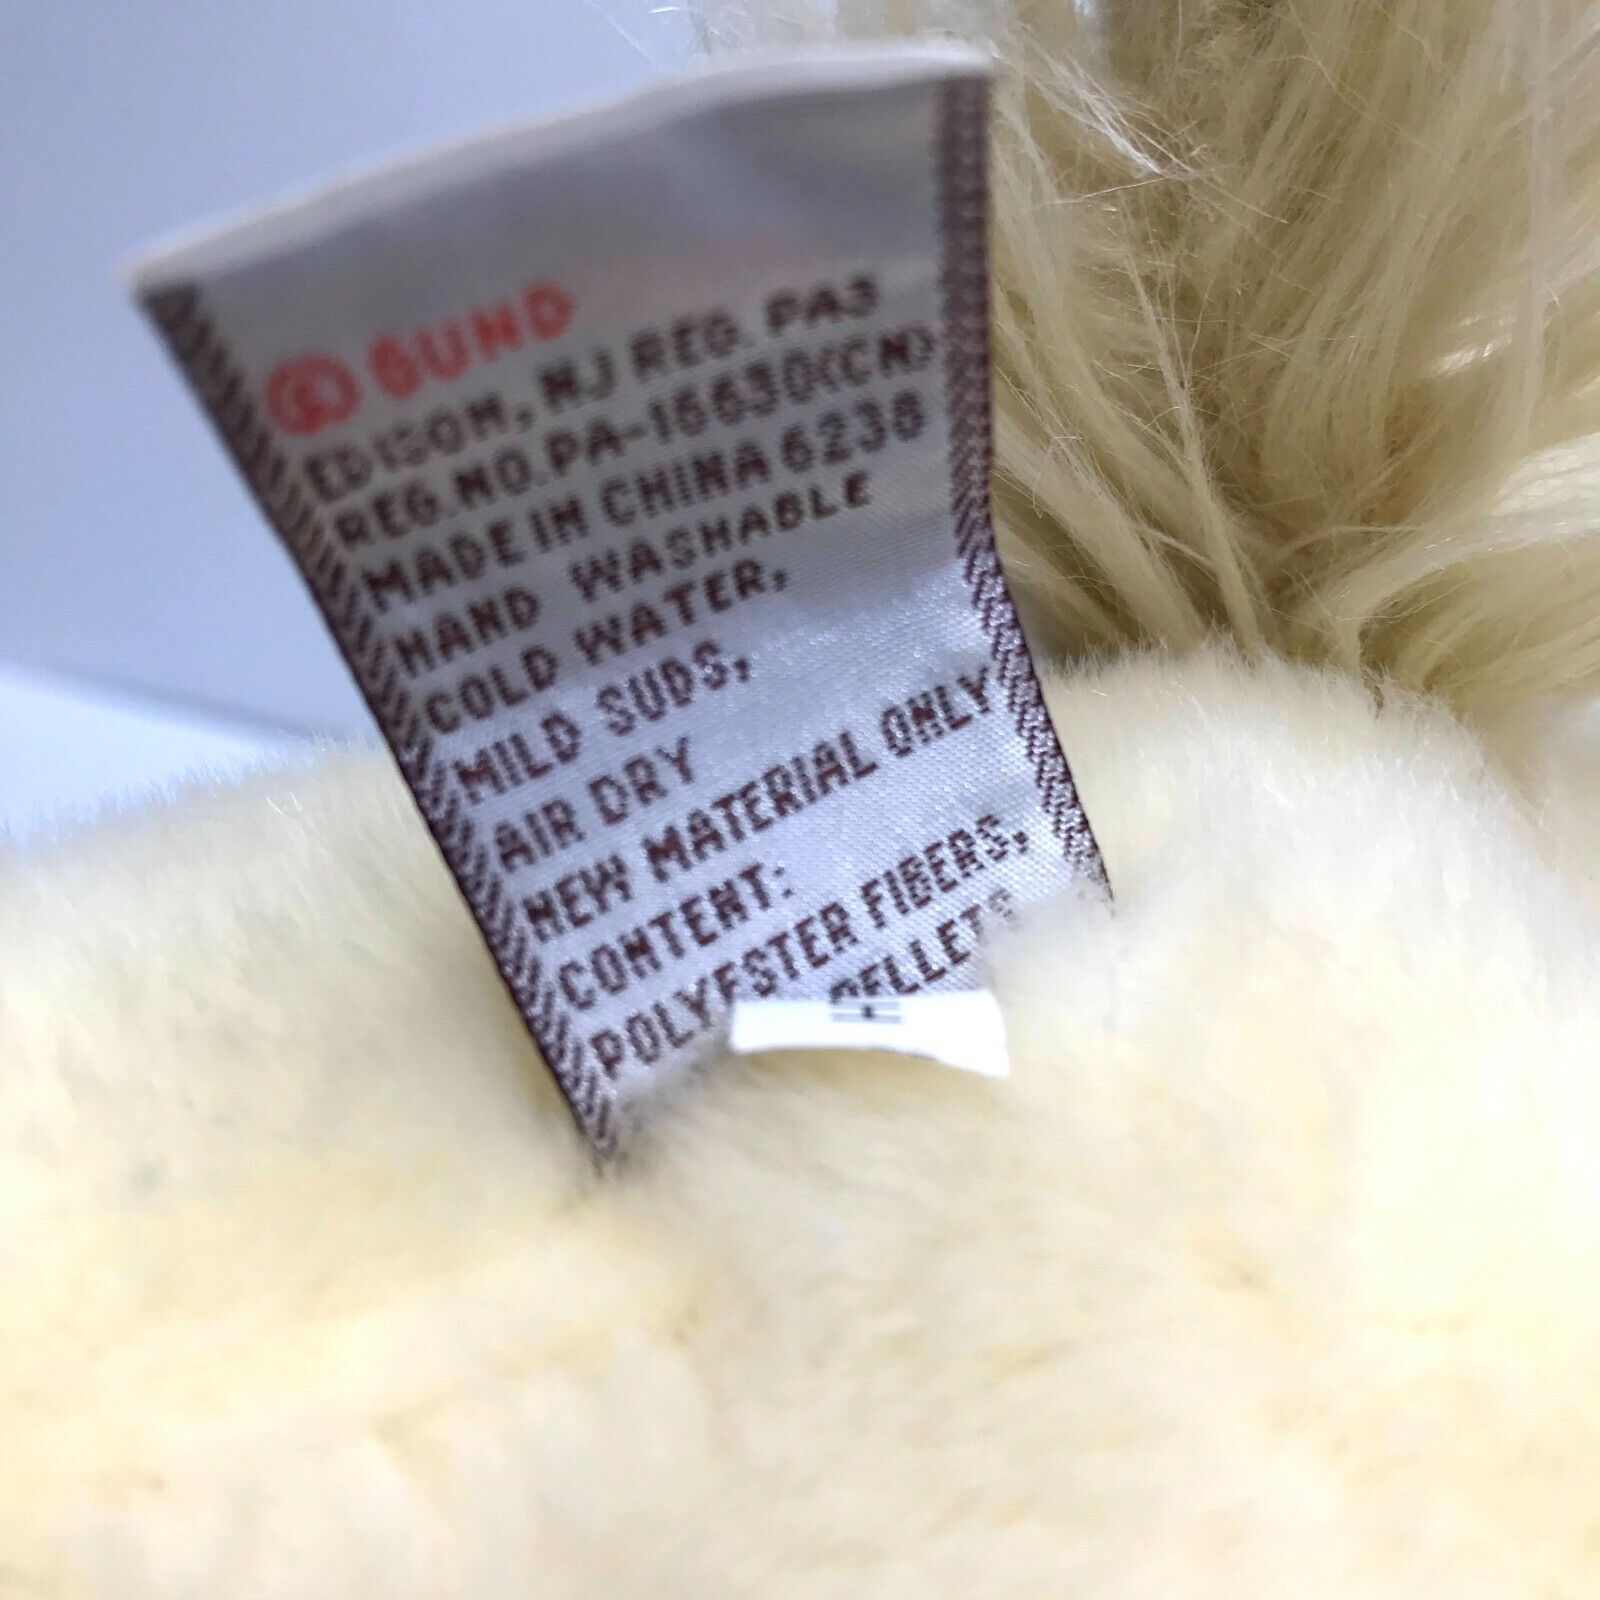 GUND
EDISON, NJ REG. PA3
REG.NO.PA-16630(CN)
MADE IN CHINA 6238
HAND WASHABLE
COLD WATER,
MILD SUDS,
AIR DRY
NEW MATERIAL ONLY
CONTENT:
POLYESTER FIBERS,
PELLETS